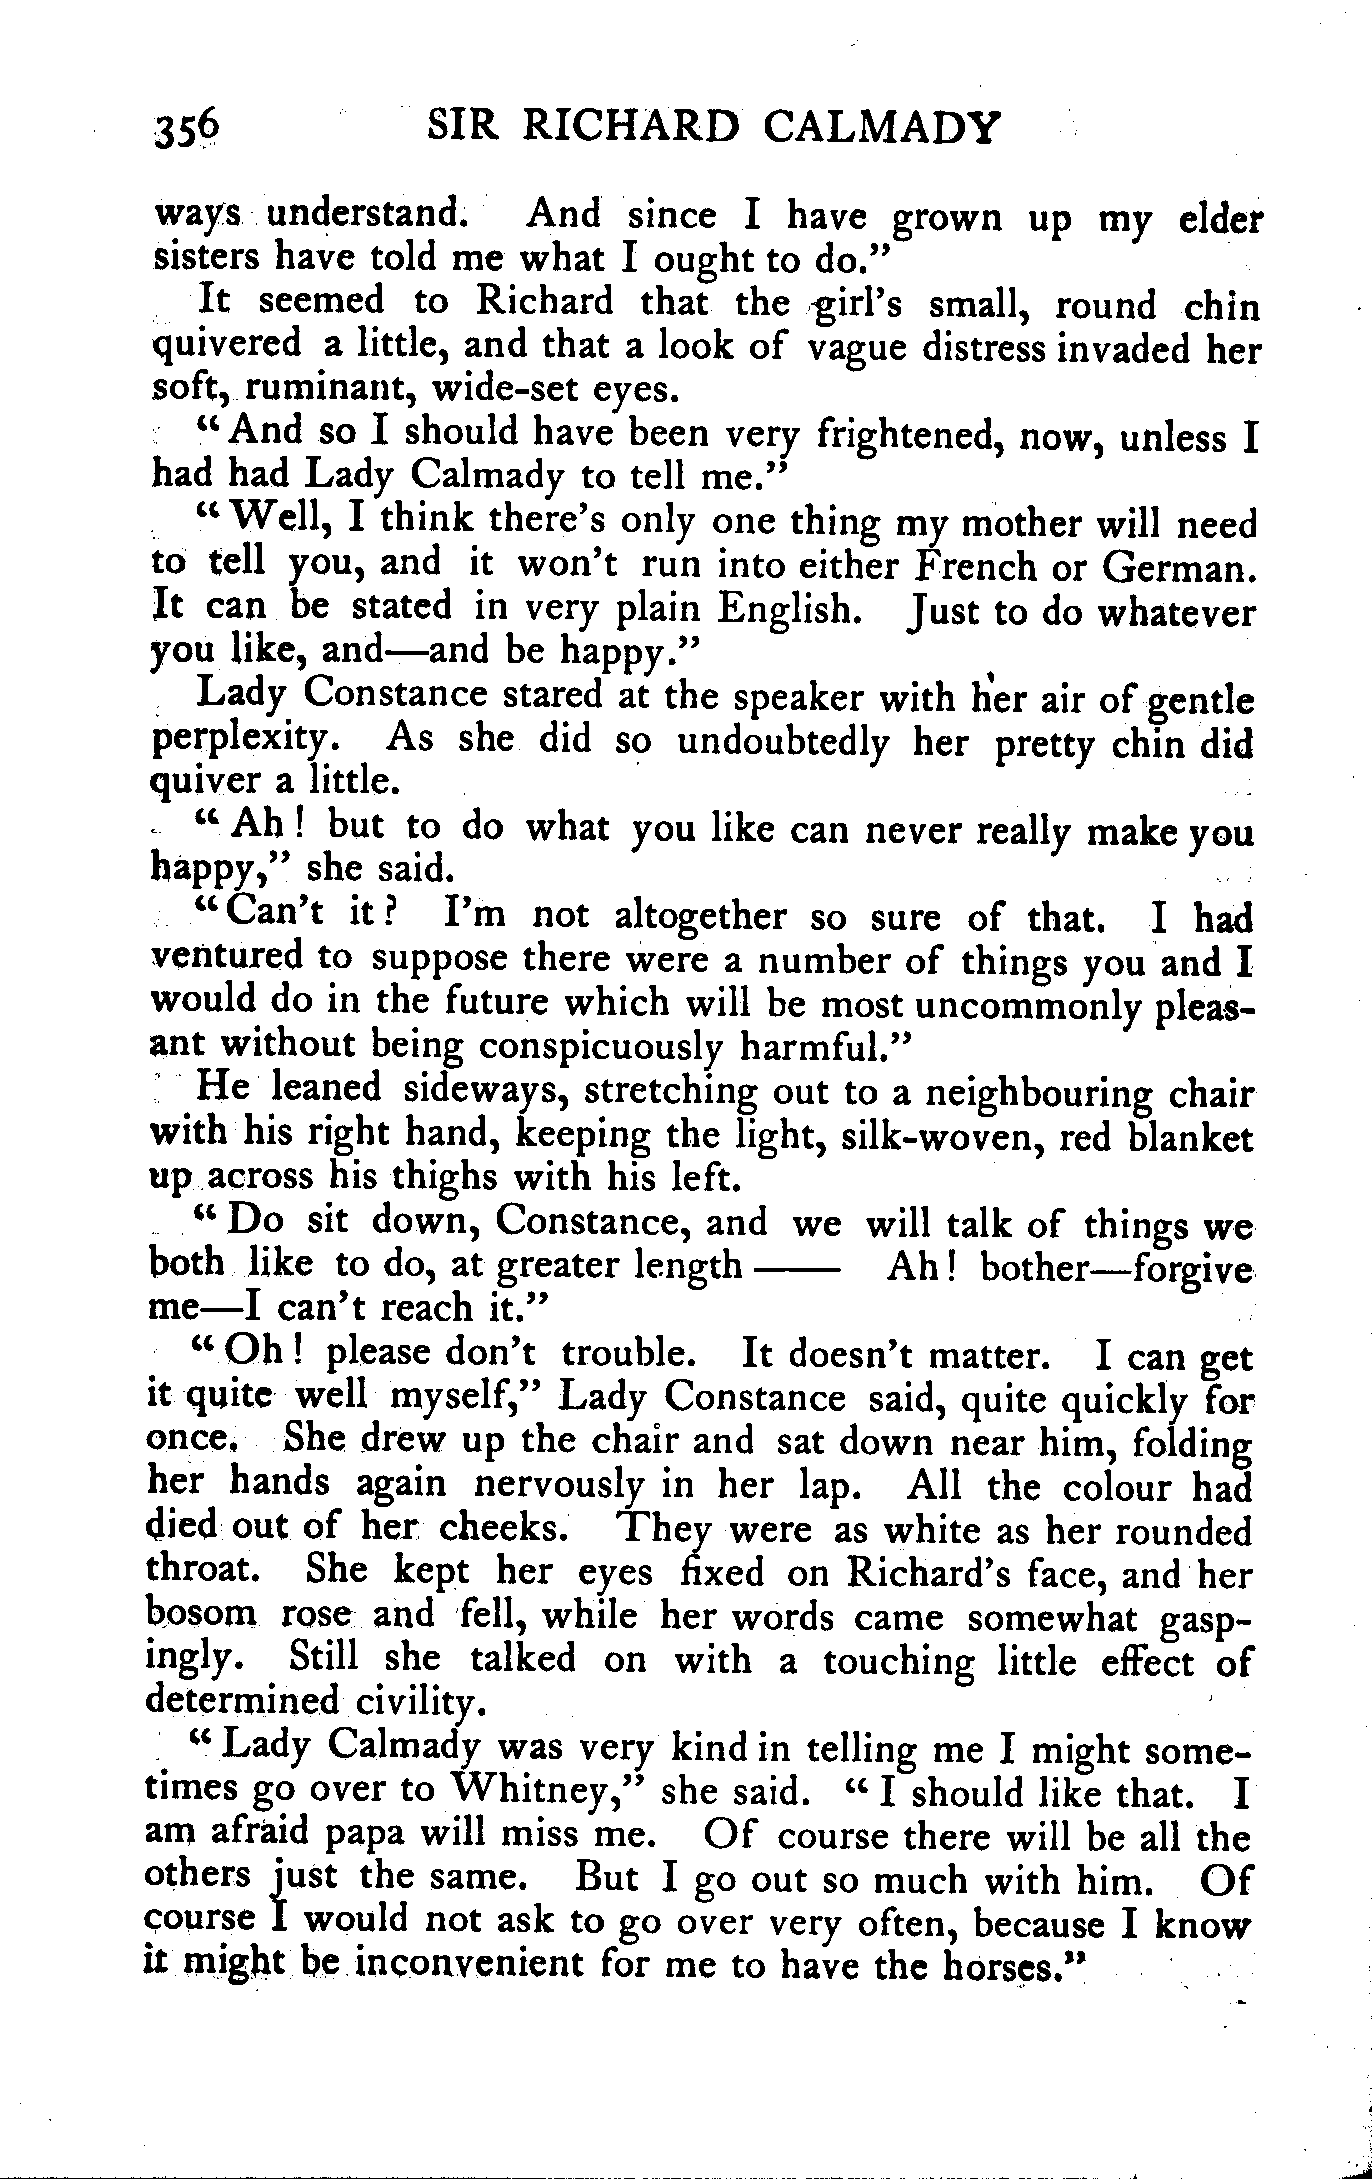 356 SIR RICHARD CALMADY
ways understand. And since I have grown up my elder
sisters have told me what I ought to do."
It seemed to Richard that the girl's small, round chin
quivered a little, and that a look of vague distress invaded her
soft, ruminant, wide-set eyes.
"And so I should have been very frightened, now, unless I
had had Lady Calmady to tell me."
"Well, I think there's only one thing my mother will need
to tell you, and it won't run into either French or German.
It can be stated in very plain English. Just to do whatever
you like, and—and be happy."
Lady Constance stared at the speaker with her air of gentle
perplexity. As she did so undoubtedly her pretty chin did
quiver a little.
"Ah! but to do what you like can never really make you
happy," she said.
"Can't it? I'm not altogether so sure of that. I had
ventured to suppose there were a number of things you and I
would do in the future which will be most uncommonly pleas-
ant without being conspicuously harmful."
He leaned sideways, stretching out to a neighbouring chair
with his right hand, keeping the light, silk-woven, red blanket
up across his thighs with his left.
"Do sit down, Constance, and we will talk of things we
both like to do, at greater length —— Ah! bother—forgive
me—I can't reach it."
"Oh! please don't trouble. It doesn't matter. I can get
it quite well myself," Lady Constance said, quite quickly for
once. She drew up the chair and sat down near him, folding
her hands again nervously in her lap. All the colour had
died out of her cheeks. They were as white as her rounded
throat. She kept her eyes fixed on Richard's face, and her
bosom rose and fell, while her words came somewhat gasp-
ingly. Still she talked on with a touching little effect of
determined civility.
"Lady Calmady was very kind in telling me I might some-
times go over to Whitney," she said. "I should like that. I
am afraid papa will miss me. Of course there will be all the
others just the same. But I go out so much with him. Of
course I would not ask to go over very often, because I know
it might be inconvenient for me to have the horses."